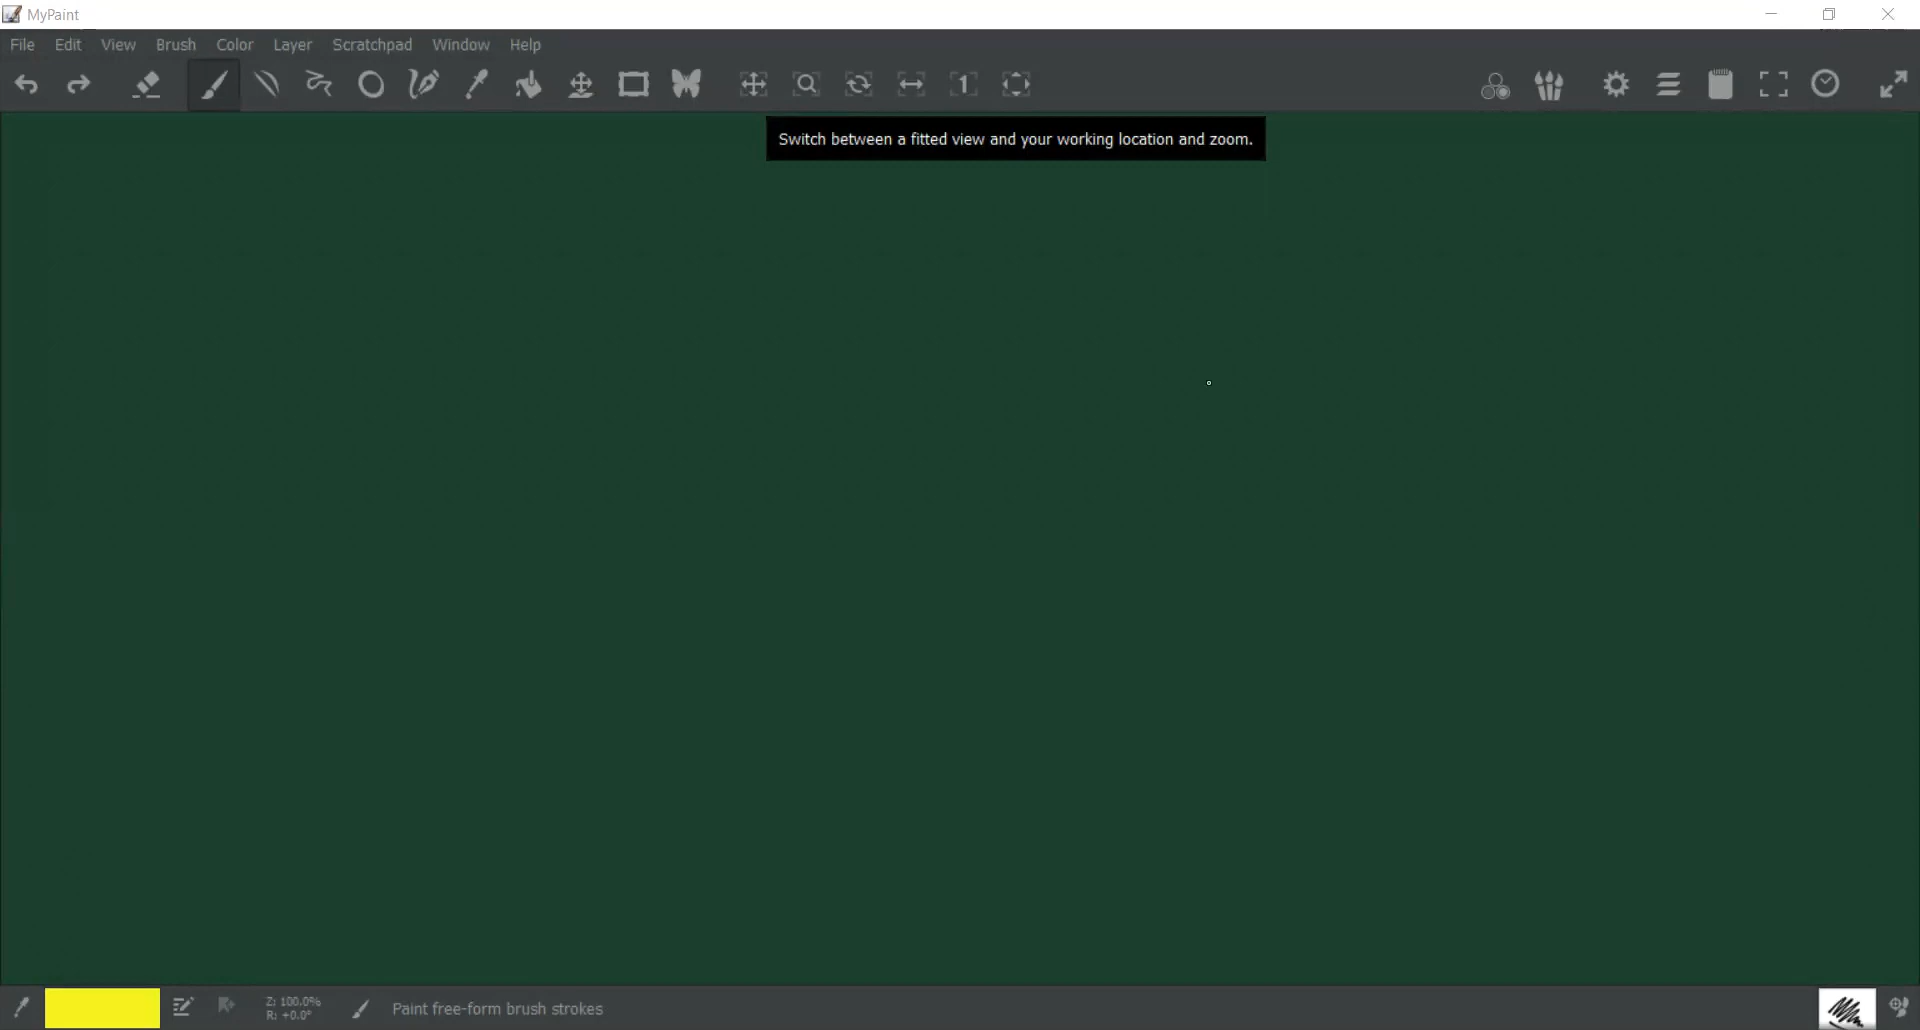 MyPaint
File Edit View Brush Color Layer Scratchpad Window Help
1
Switch between a fitted view and your working location and zoom.
Z: 100.0%
R: +0.0°
Paint free-form brush strokes